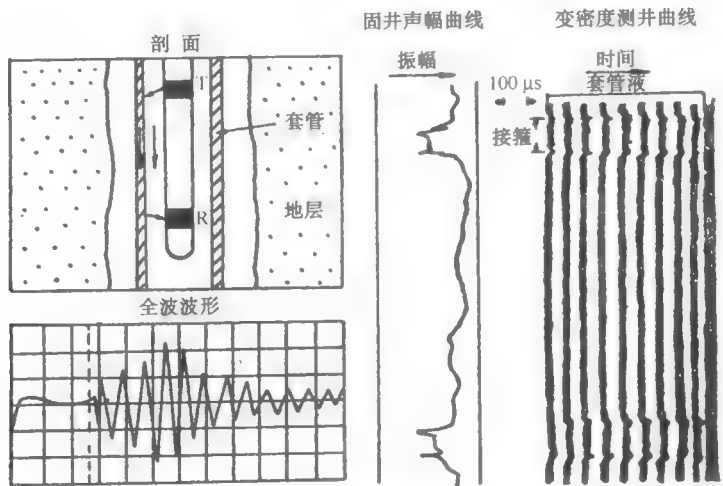 剖 面
T
套管
R
地层
全波波形
固井声幅曲线
振幅
变密度测井曲线
时间
100 μs
套管液
接箍